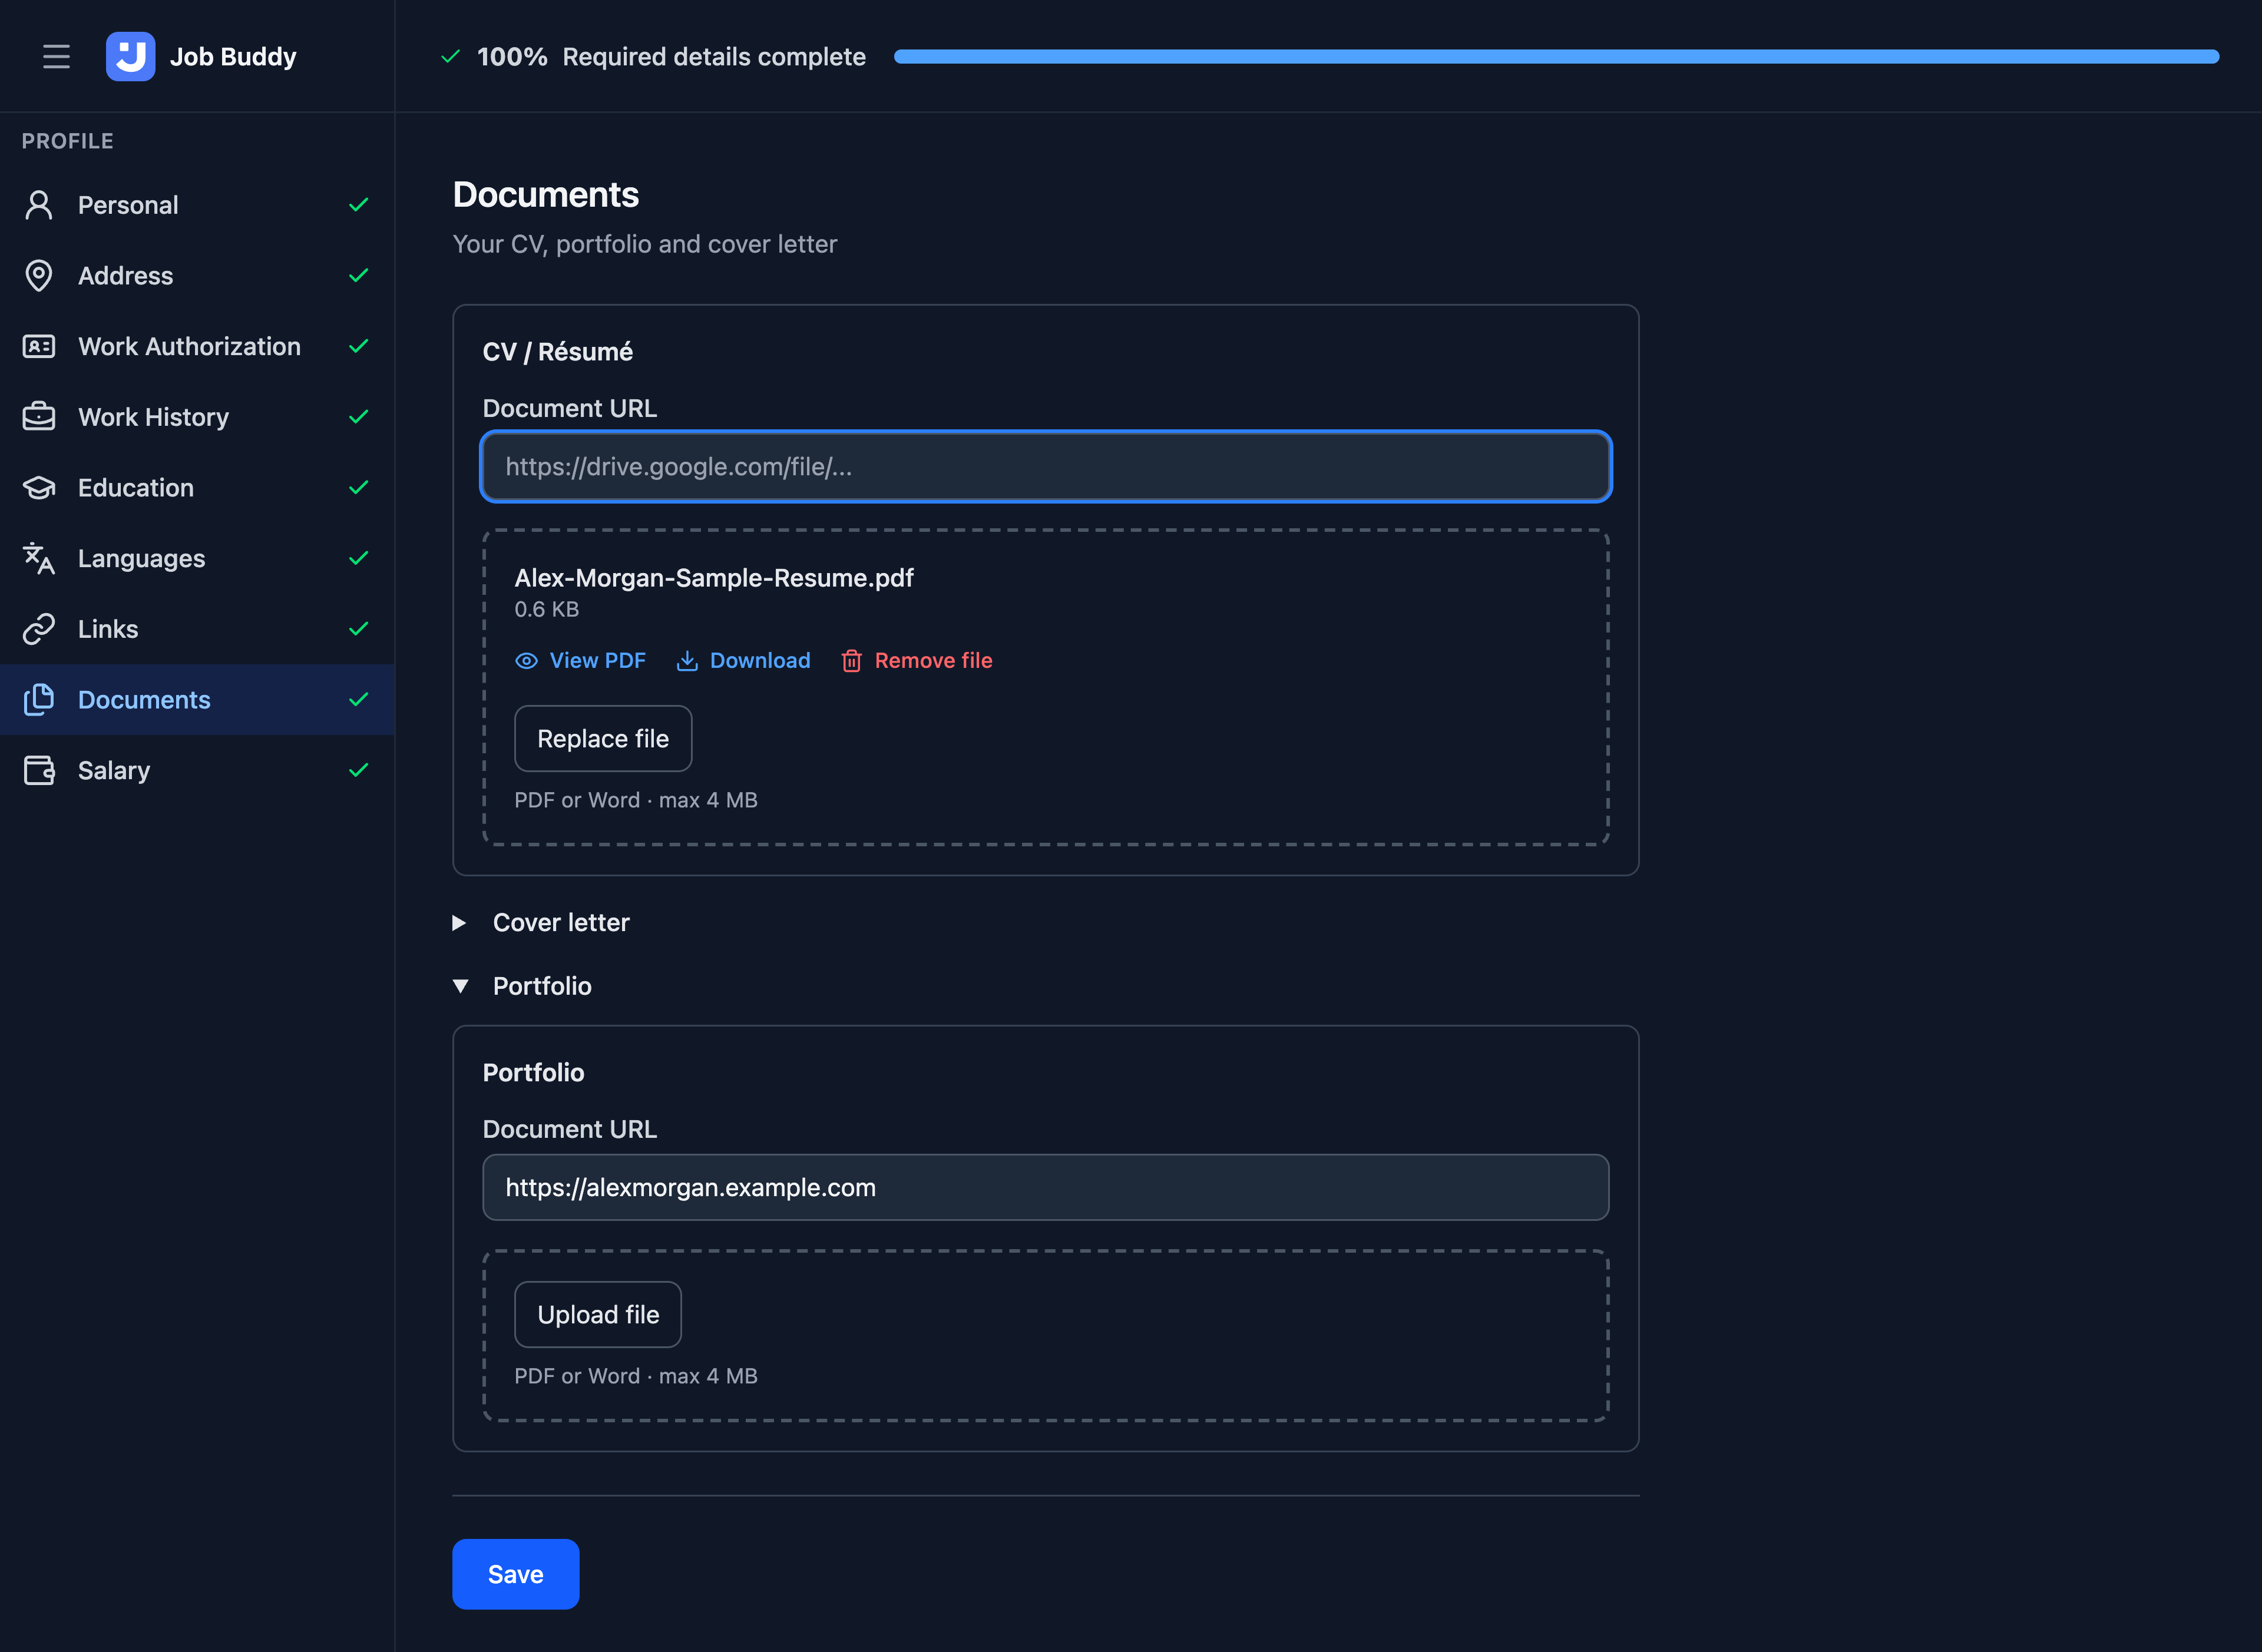 Job Buddy
100% Required details complete
PROFILE
Personal
Address
Work Authorization
Work History
Education
Languages
Links
Documents
Salary
Documents
Your CV, portfolio and cover letter
CV / Résumé
Document URL
https://drive.google.com/file/...
Alex-Morgan-Sample-Resume.pdf
0.6 KB
View PDF Download Remove file
Replace file
PDF or Word · max 4 MB
Cover letter
Portfolio
Portfolio
Document URL
https://alexmorgan.example.com
Upload file
PDF or Word · max 4 MB
Save